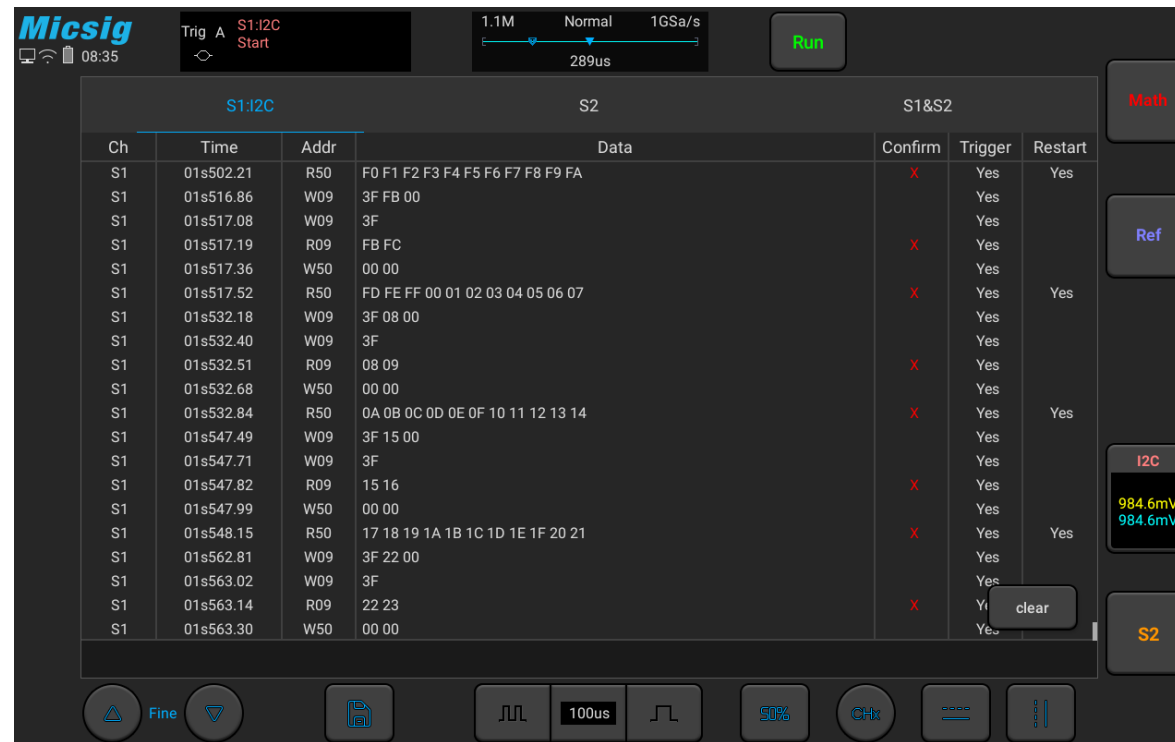 Micsig
08:35
Trig A S1:I2C
Start
1.1M Normal 1GSa/s
289us
Run
Math
S1:I2C S2 S1&S2
Ch Time Addr Data Confirm Trigger Restart
S1 01s502.21 R50 F0 F1 F2 F3 F4 F5 F6 F7 F8 F9 FA X Yes Yes
S1 01s516.86 W09 3F FB 00 Yes
S1 01s517.08 W09 3F Yes
S1 01s517.19 R09 FB FC X Yes
S1 01s517.36 W50 00 00 Yes
S1 01s517.52 R50 FD FE FF 00 01 02 03 04 05 06 07 X Yes Yes
S1 01s532.18 W09 3F 08 00 Yes
S1 01s532.40 W09 3F Yes
S1 01s532.51 R09 08 09 X Yes
S1 01s532.68 W50 00 00 Yes
S1 01s532.84 R50 0A 0B 0C 0D 0E 0F 10 11 12 13 14 X Yes Yes
S1 01s547.49 W09 3F 15 00 Yes
S1 01s547.71 W09 3F Yes
S1 01s547.82 R09 15 16 X Yes
S1 01s547.99 W50 00 00 Yes
S1 01s548.15 R50 17 18 19 1A 1B 1C 1D 1E 1F 20 21 X Yes Yes
S1 01s562.81 W09 3F 22 00 Yes
S1 01s563.02 W09 3F Yes
S1 01s563.14 R09 22 23 X
S1 01s563.30 W50 00 00 Yes
clear
Ref
I2C
984.6mV
984.6mV
S2
Fine
100us
50%
CHx